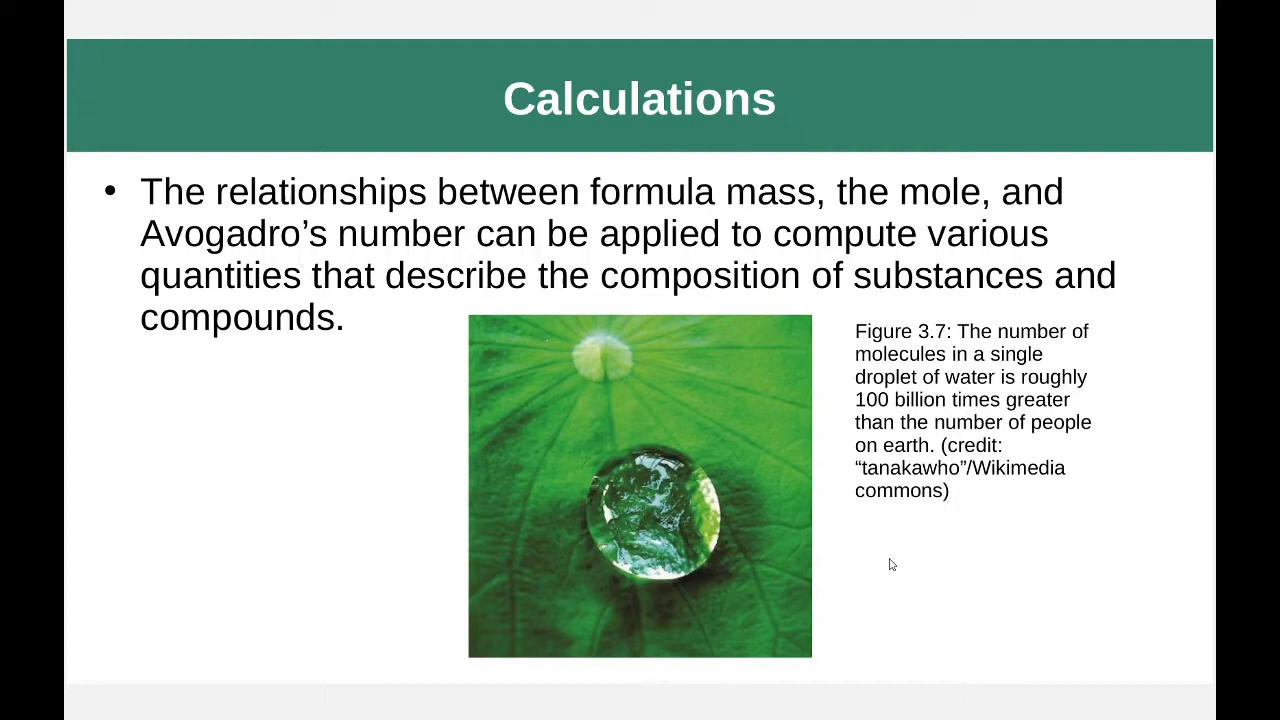 Calculations
• The relationships between formula mass, the mole, and
Avogadro’s number can be applied to compute various
quantities that describe the composition of substances and
compounds.
Figure 3.7: The number of
molecules in a single
droplet of water is roughly
100 billion times greater
than the number of people
on earth. (credit:
“tanakawho”/Wikimedia
commons)